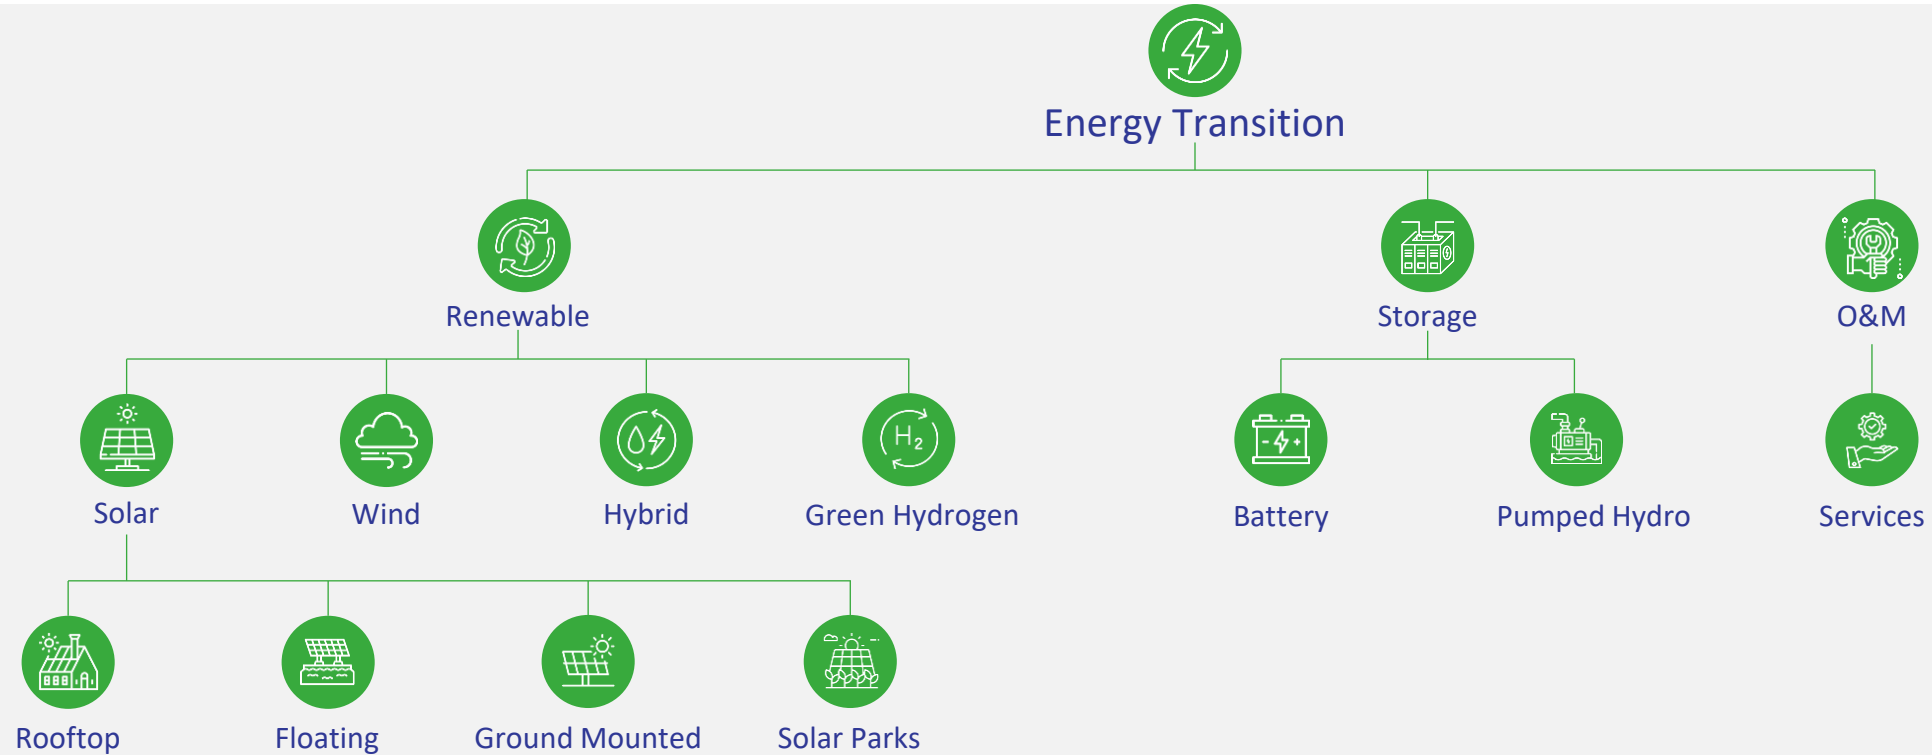 Energy Transition
Renewable
Storage
O&M
H2
Solar
Wind
Hybrid
Green Hydrogen
Battery
Pumped Hydro
Services
Rooftop
Floating
Ground Mounted
Solar Parks